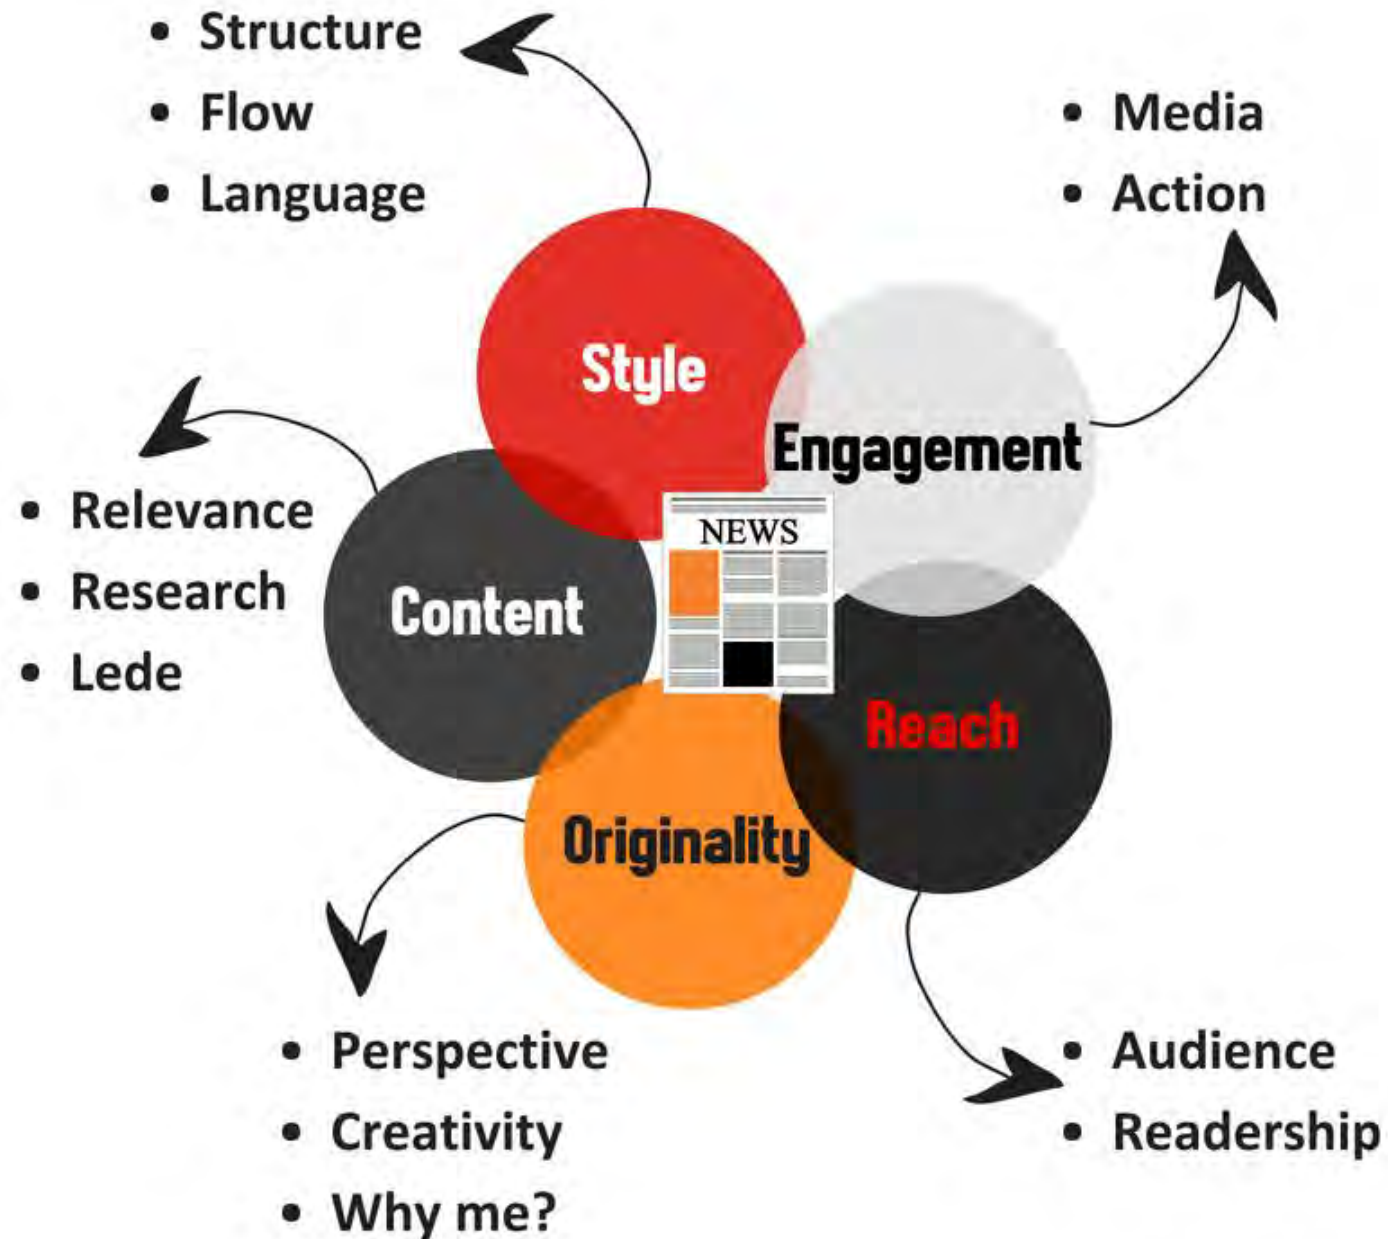 Structure
Flow
Language
Media
Action
Style
Engagement
Relevance
Research
Lede
NEWS
Content
Reach
Originality
Perspective
Creativity
Why me?
Audience
Readership